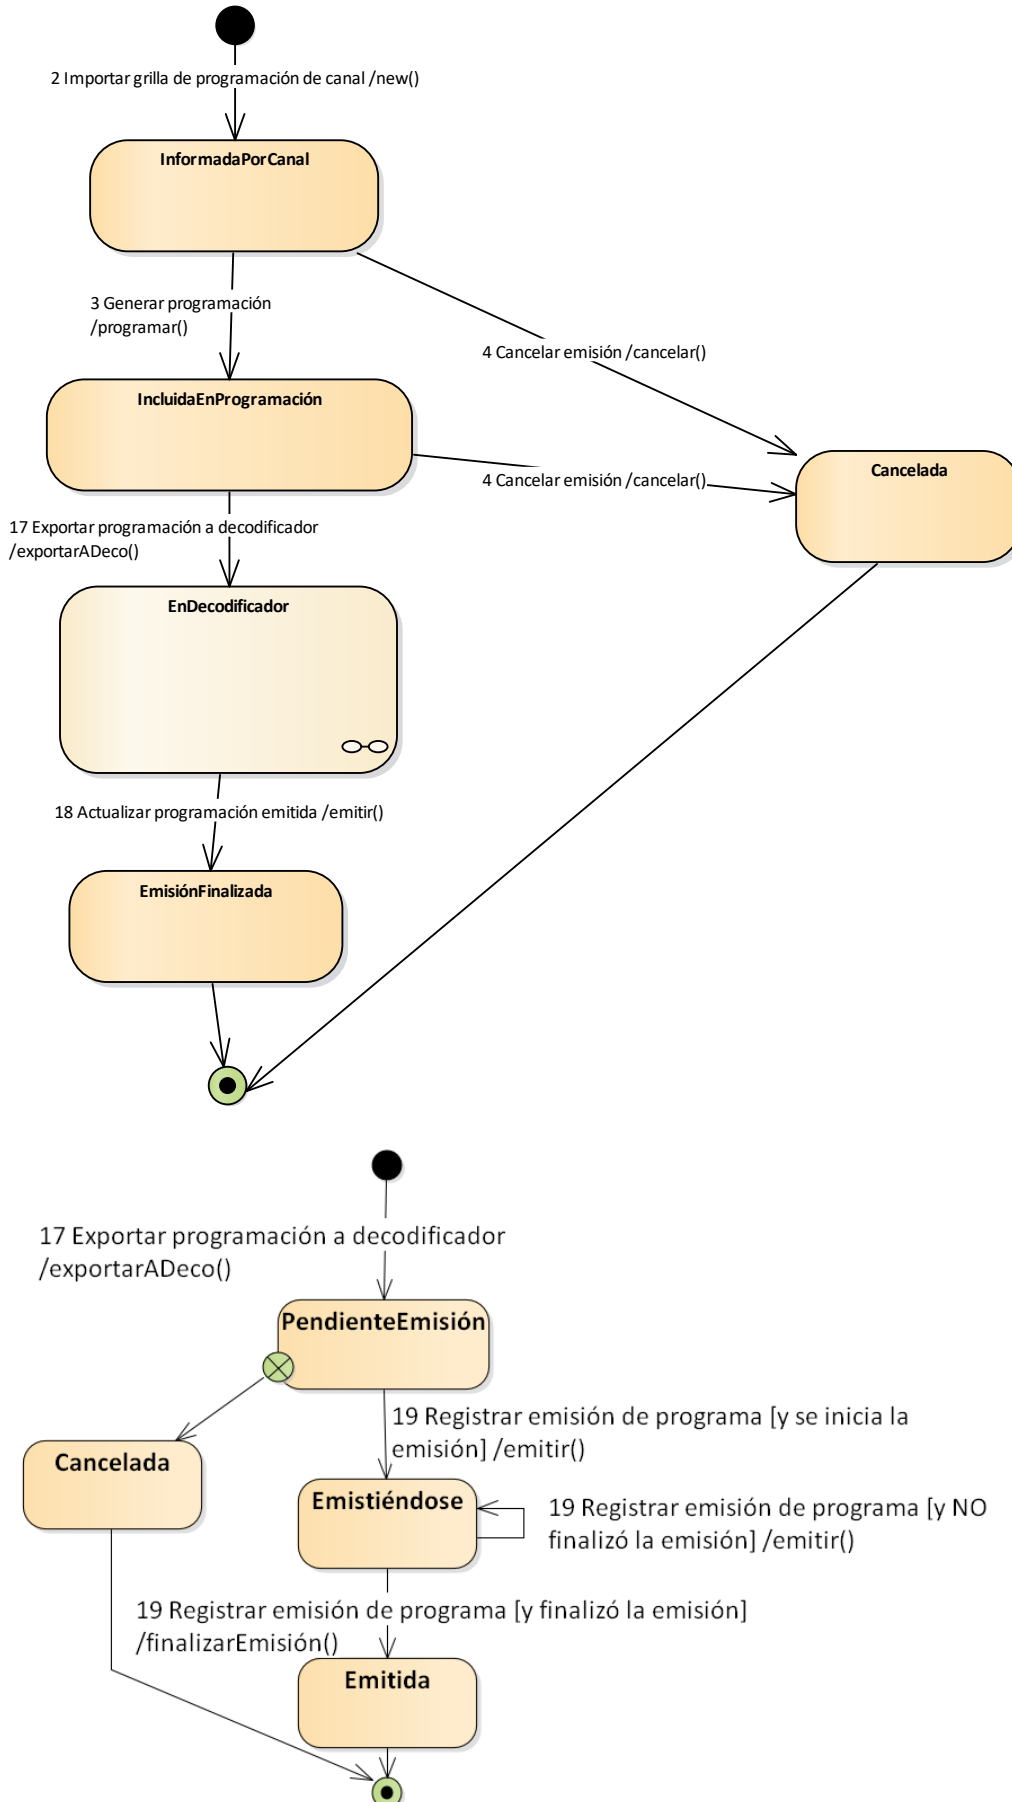 2 Importar grilla de programación de canal /new()
InformadaPorCanal
3 Generar programación
/programar()
4 Cancelar emisión /cancelar()
IncluidaEnProgramación
4 Cancelar emisión /cancelar()
Cancelada
17 Exportar programación a decodificador
/exportarADeco()
EnDecodificador
18 Actualizar programación emitida /emitir()
EmisiónFinalizada
17 Exportar programación a decodificador
/exportarADeco()
PendienteEmisión
19 Registrar emisión de programa [y se inicia la
emisión] /emitir()
Cancelada
Emistiéndose
19 Registrar emisión de programa [y NO
finalizó la emisión] /emitir()
19 Registrar emisión de programa [y finalizó la emisión]
/finalizarEmisión()
Emitida